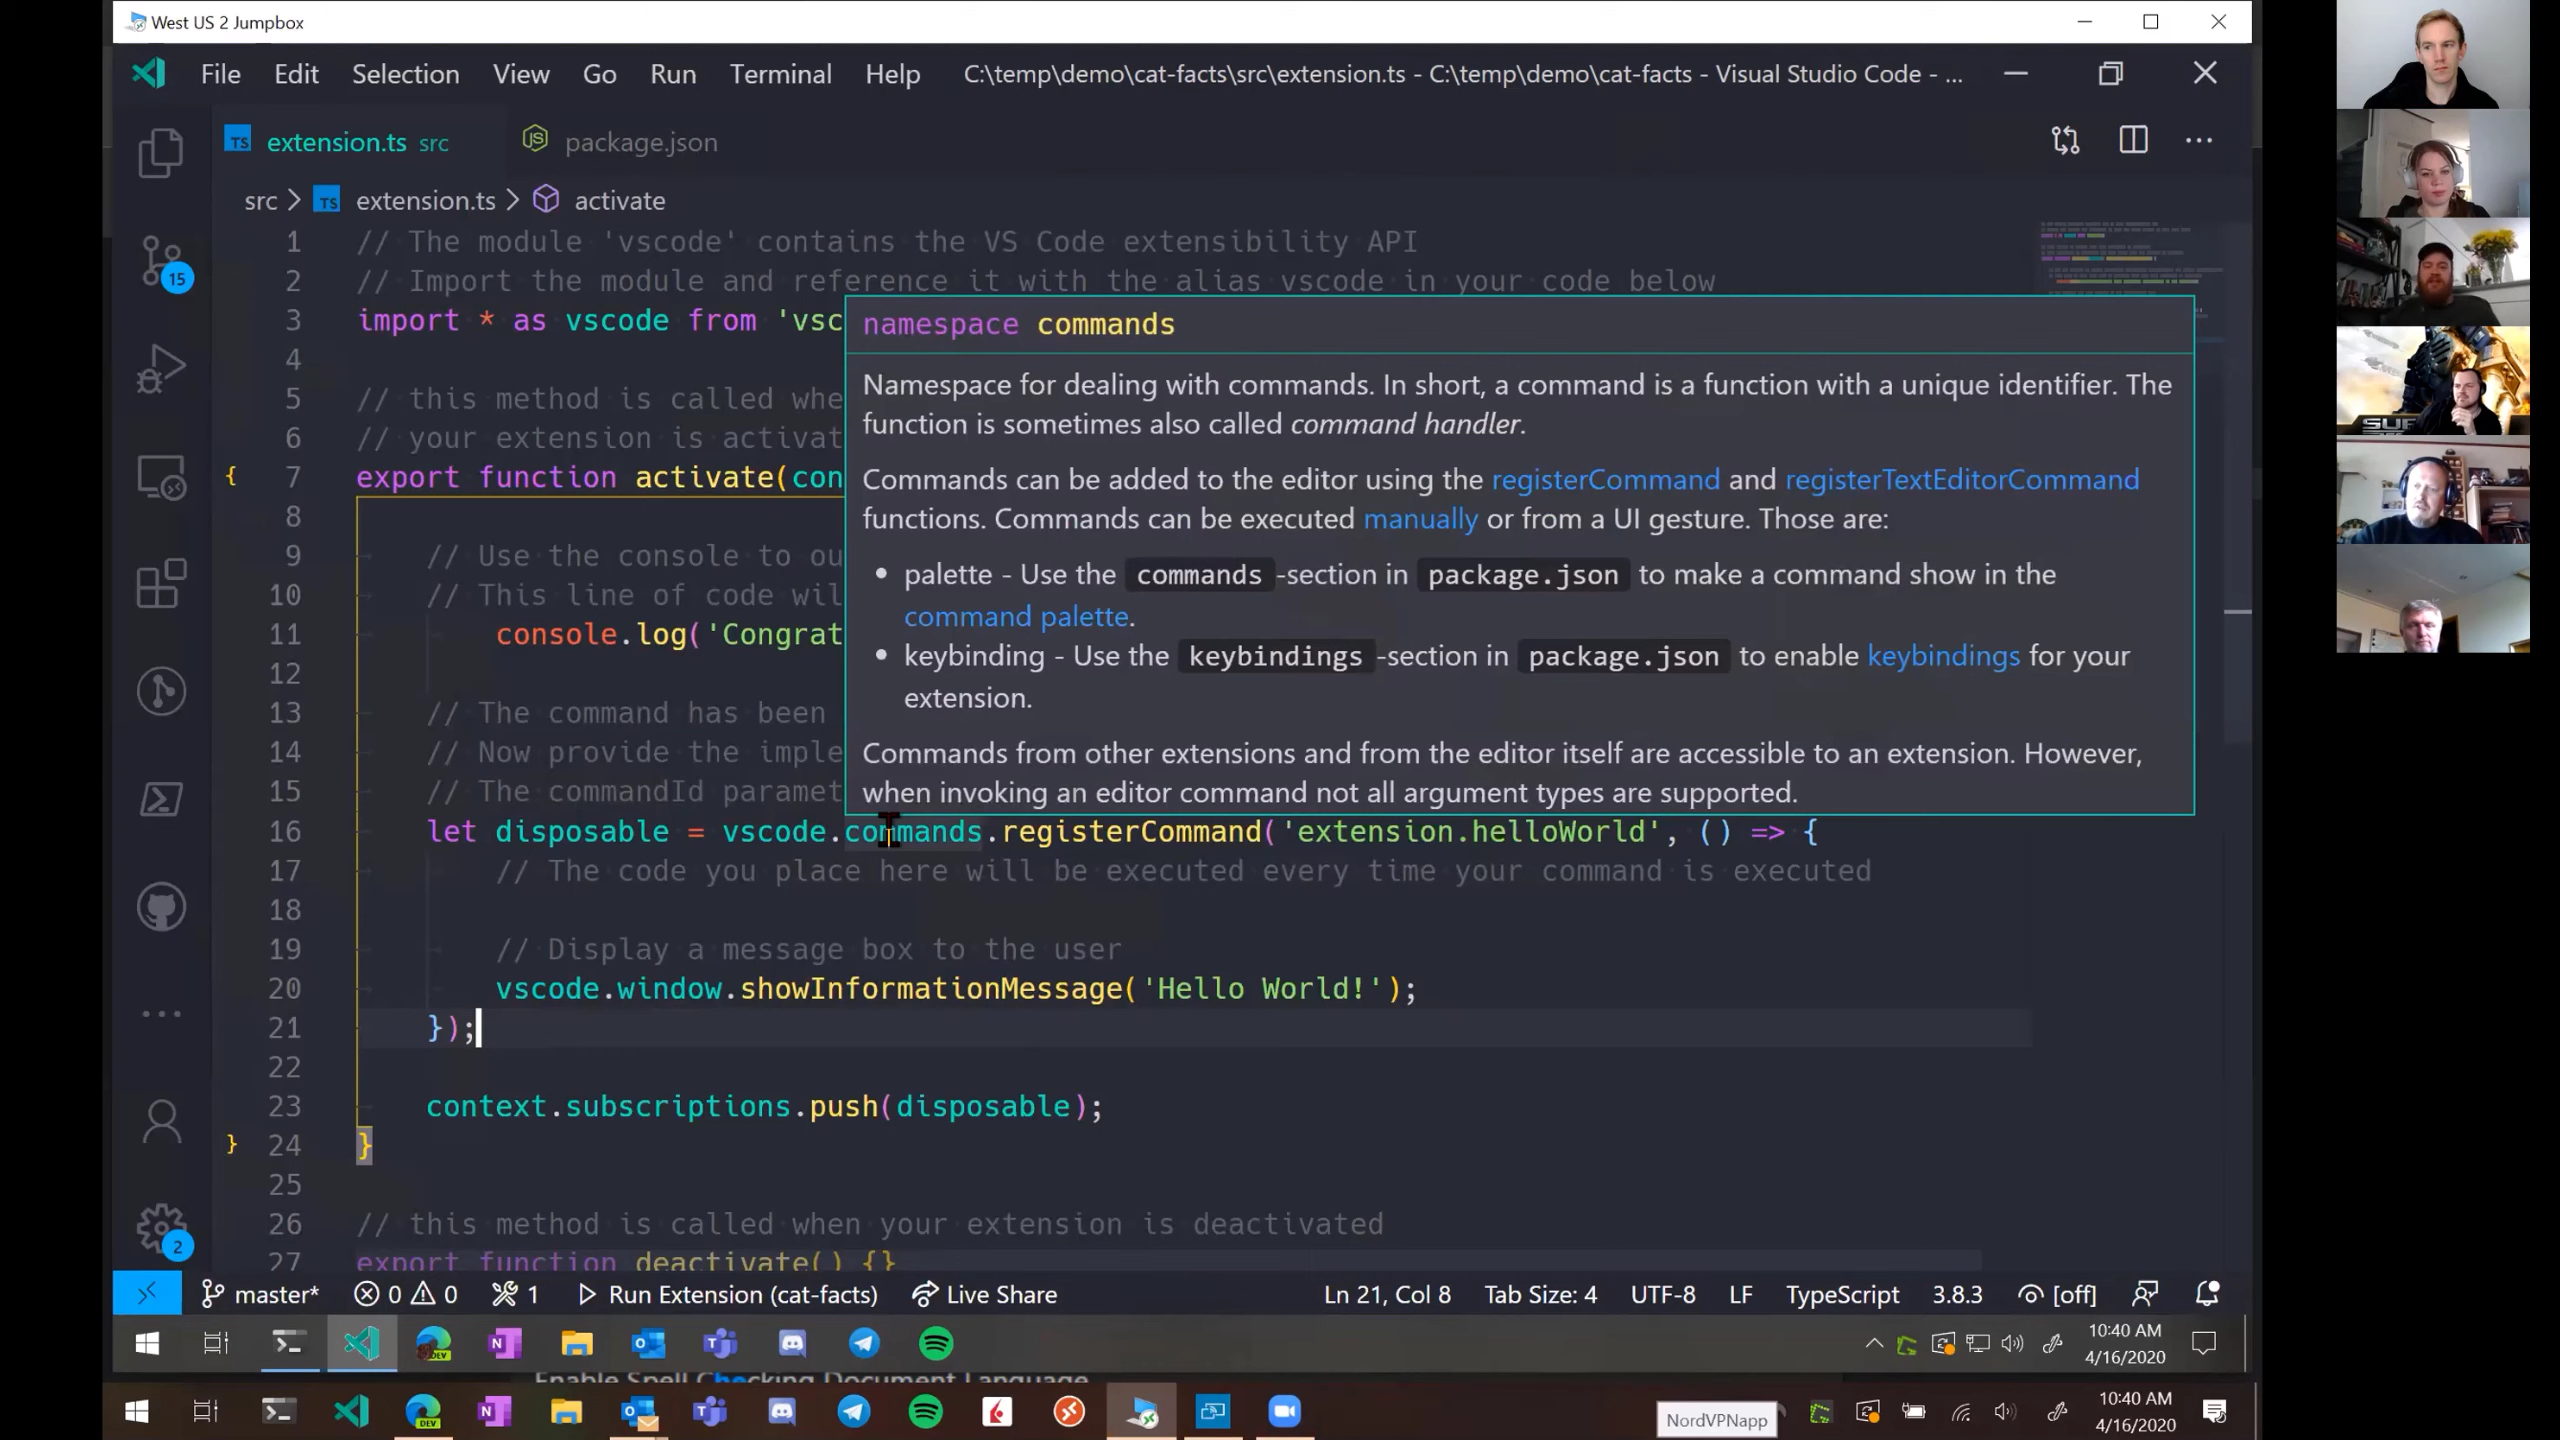 West US 2 Jumpbox
File Edit Selection View Go Run Terminal Help C:\temp\demo\cat-facts\src\extension.ts - C:\temp\demo\cat-facts - Visual Studio Code - ...
TS extension.ts src package.json
src > TS extension.ts > activate
1 // The module 'vscode' contains the VS Code extensibility API
2 // Import the module and reference it with the alias vscode in your code below
3 import * as vscode from 'vsc
4
5 // this method is called whe
6 // your extension is activat
{ 7 export function activate(con
8
9 // Use the console to ou
10 // This line of code wil
11 console.log('Congrat
12
13 // The command has been
14 // Now provide the imple
15 // The commandId paramet
namespace commands
Namespace for dealing with commands. In short, a command is a function with a unique identifier. The
function is sometimes also called command handler.
Commands can be added to the editor using the registerCommand and registerTextEditorCommand
functions. Commands can be executed manually or from a UI gesture. Those are:
• palette - Use the commands -section in package.json to make a command show in the
command palette.
• keybinding - Use the keybindings -section in package.json to enable keybindings for your
extension.
Commands from other extensions and from the editor itself are accessible to an extension. However,
when invoking an editor command not all argument types are supported.
16 let disposable = vscode.commands.registerCommand('extension.helloWorld', () => {
17 // The code you place here will be executed every time your command is executed
18
19 // Display a message box to the user
20 vscode.window.showInformationMessage('Hello World!');
21 });
22
23 context.subscriptions.push(disposable);
} 24 }
25
26 // this method is called when your extension is deactivated
27 export function deactivate() {}
15
2
master* 0 0 1 Run Extension (cat-facts) Live Share Ln 21, Col 8 Tab Size: 4 UTF-8 LF TypeScript 3.8.3 [off]
10:40 AM
4/16/2020
Enable Spell Checking Document Language
NordVPNapp
10:40 AM
4/16/2020
DEV
DEV